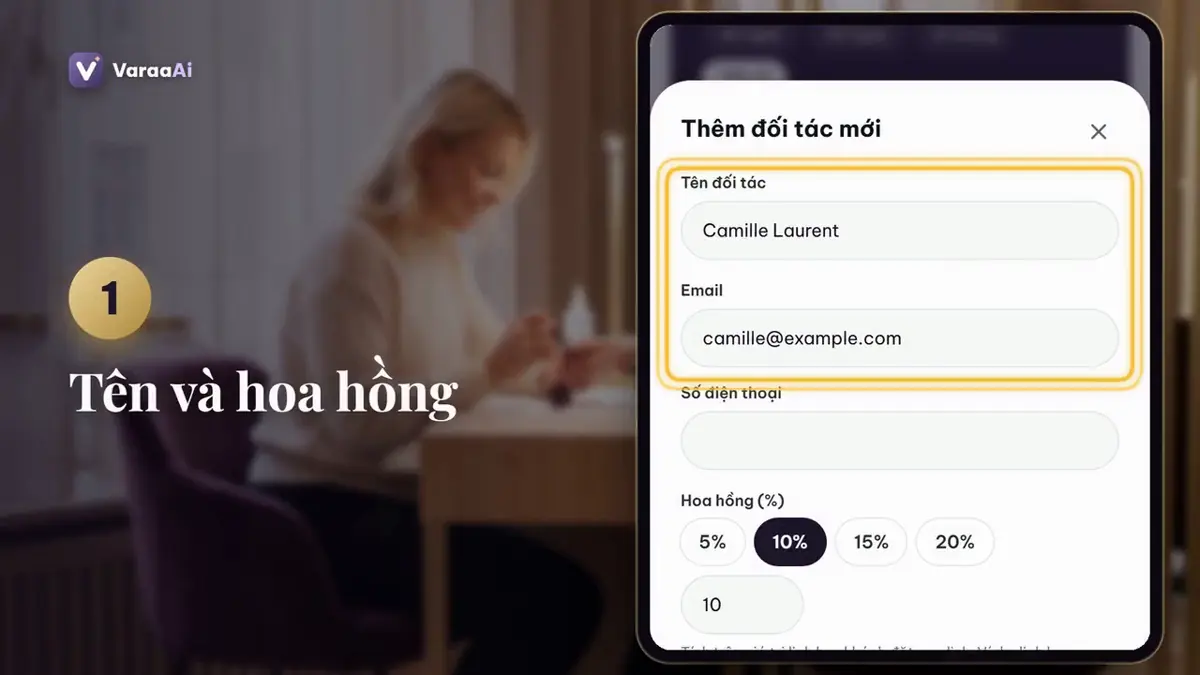 VaraaAi
1
Tên và hoa hồng
Thêm đối tác mới
Tên đối tác
Camille Laurent
Email
camille@example.com
Số điện thoại
Hoa hồng (%)
5%
10%
15%
20%
10